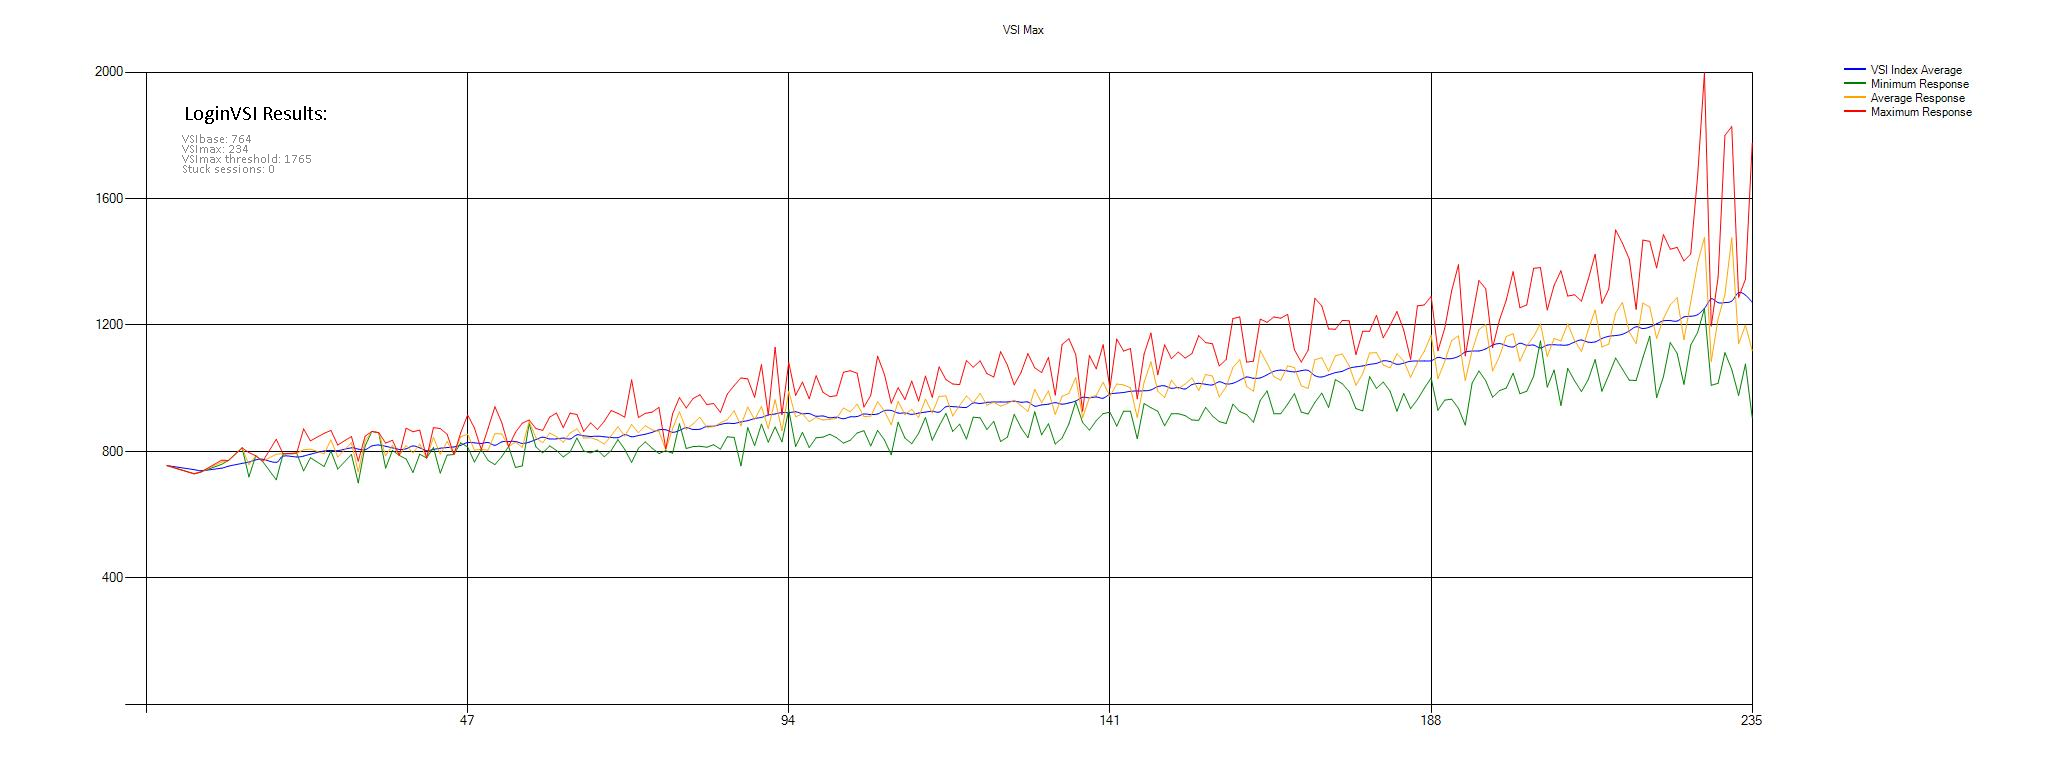 VSI Max
2000
1600
1200
800
400
LoginVSI Results:
VSIbase: 764
VSImax: 234
VSImax threshold: 1765
Stuck sessions: 0
VSI Index Average
Minimum Response
Average Response
Maximum Response
47
94
141
188
235